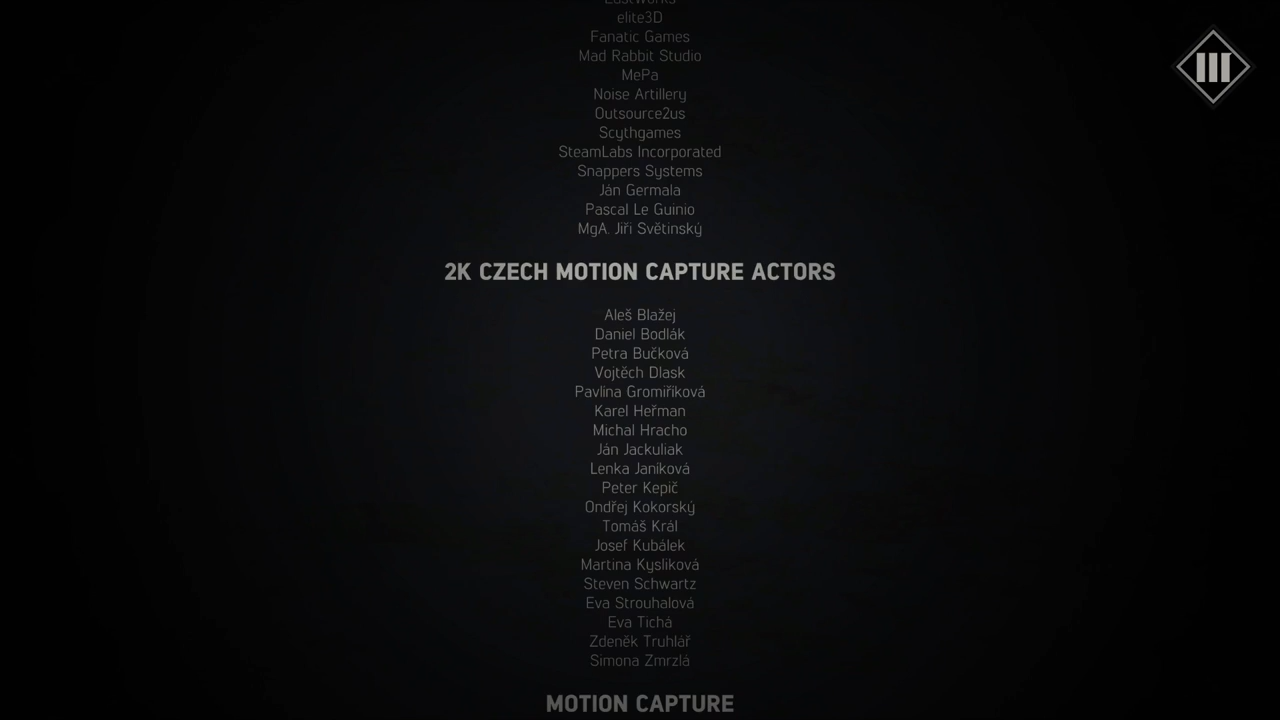 elite3D
Fanatic Games
Mad Rabbit Studio
MePa
Noise Artillery
Outsource2us
Scythgames
SteamLabs Incorporated
Snappers Systems
Ján Germala
Pascal Le Guinio
MgA. Jiří Světinský
III
2K CZECH MOTION CAPTURE ACTORS
Aleš Blažej
Daniel Bodlák
Petra Bučková
Vojtěch Dlask
Pavlína Gromiříková
Karel Heřman
Michal Hracho
Ján Jackuliak
Lenka Janíková
Peter Kepič
Ondřej Kokorský
Tomáš Král
Josef Kubálek
Martina Kyslíková
Steven Schwartz
Eva Strouhalová
Eva Tichá
Zdeněk Truhlář
Simona Zmrzlá
MOTION CAPTURE